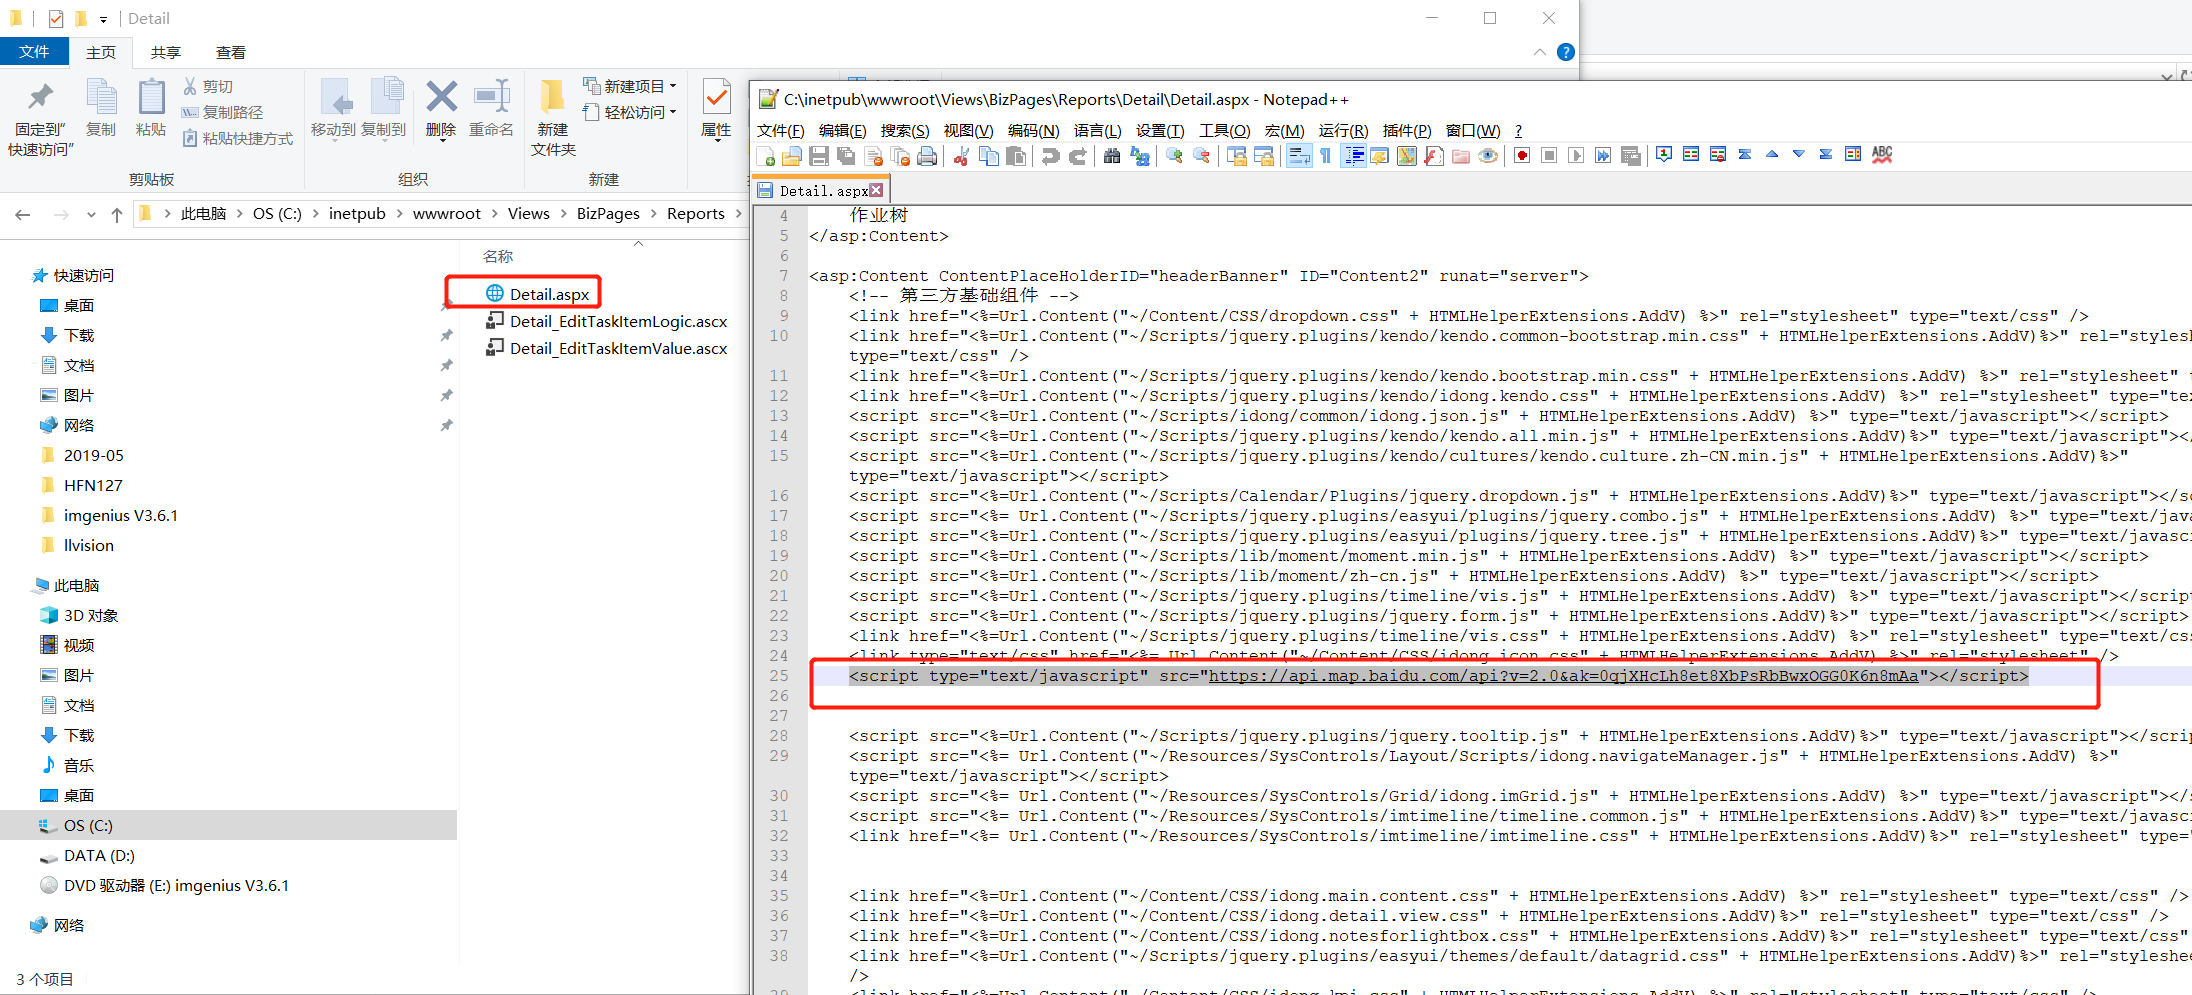 Detail
文件 主页 共享 查看
固定到"快速访问" 复制 粘贴 剪切 复制路径 粘贴快捷方式
移动到 复制到 删除 重命名 新建文件夹 新建项目 轻松访问 属性
剪贴板 组织 新建
此电脑 > OS (C:) > inetpub > wwwroot > Views > BizPages > Reports >
快速访问
桌面
下载
文档
图片
网络
2019-05
HFN127
imgenius V3.6.1
llvision
此电脑
3D 对象
视频
图片
文档
下载
音乐
桌面
OS (C:)
DATA (D:)
DVD 驱动器 (E:) imgenius V3.6.1
网络
3 个项目
名称
Detail.aspx
Detail_EditTaskItemLogic.ascx
Detail_EditTaskItemValue.ascx
C:\inetpub\wwwroot\Views\BizPages\Reports\Detail\Detail.aspx - Notepad++
文件(F) 编辑(E) 搜索(S) 视图(V) 编码(N) 语言(L) 设置(T) 工具(O) 宏(M) 运行(R) 插件(P) 窗口(W) ?
ABC
Detail.aspx
4 作业树
5 </asp:Content>
6
7 <asp:Content ContentPlaceHolderID="headerBanner" ID="Content2" runat="server">
8 <!-- 第三方基础组件 -->
9 <link href="<%=Url.Content("~/Content/CSS/dropdown.css" + HTMLHelperExtensions.AddV) %>" rel="stylesheet" type="text/css" />
10 <link href="<%=Url.Content("~/Scripts/jquery.plugins/kendo/kendo.common-bootstrap.min.css" + HTMLHelperExtensions.AddV)%>" rel="styles
type="text/css" />
11 <link href="<%=Url.Content("~/Scripts/jquery.plugins/kendo/kendo.bootstrap.min.css" + HTMLHelperExtensions.AddV) %>" rel="stylesheet" t
12 <link href="<%=Url.Content("~/Scripts/jquery.plugins/kendo/idong.kendo.css" + HTMLHelperExtensions.AddV) %>" rel="stylesheet" type="tex
13 <script src="<%=Url.Content("~/Scripts/idong/common/idong.json.js" + HTMLHelperExtensions.AddV) %>" type="text/javascript"></script>
14 <script src="<%=Url.Content("~/Scripts/jquery.plugins/kendo/kendo.all.min.js" + HTMLHelperExtensions.AddV)%>" type="text/javascript"></
15 <script src="<%=Url.Content("~/Scripts/jquery.plugins/kendo/cultures/kendo.culture.zh-CN.min.js" + HTMLHelperExtensions.AddV)%>"
type="text/javascript"></script>
16 <script src="<%=Url.Content("~/Scripts/Calendar/Plugins/jquery.dropdown.js" + HTMLHelperExtensions.AddV)%>" type="text/javascript"></sc
17 <script src="<%= Url.Content("~/Scripts/jquery.plugins/easyui/plugins/jquery.combo.js" + HTMLHelperExtensions.AddV) %>" type="text/java
18 <script src="<%=Url.Content("~/Scripts/jquery.plugins/easyui/plugins/jquery.tree.js" + HTMLHelperExtensions.AddV)%>" type="text/javasc
19 <script src="<%=Url.Content("~/Scripts/lib/moment/moment.min.js" + HTMLHelperExtensions.AddV) %>" type="text/javascript"></script>
20 <script src="<%=Url.Content("~/Scripts/lib/moment/zh-cn.js" + HTMLHelperExtensions.AddV) %>" type="text/javascript"></script>
21 <script src="<%=Url.Content("~/Scripts/jquery.plugins/timeline/vis.js" + HTMLHelperExtensions.AddV) %>" type="text/javascript"></script
22 <script src="<%=Url.Content("~/Scripts/jquery.plugins/jquery.form.js" + HTMLHelperExtensions.AddV)%>" type="text/javascript"></script>
23 <link href="<%=Url.Content("~/Scripts/jquery.plugins/timeline/vis.css" + HTMLHelperExtensions.AddV) %>" rel="stylesheet" type="text/css
24 <link type="text/css" href="<%= Url.Content("~/Content/CSS/idong.icon.css" + HTMLHelperExtensions.AddV) %>" rel="stylesheet" />
25 <script type="text/javascript" src="https://api.map.baidu.com/api?v=2.0&ak=0qjXHcLh8et8XbPsRbBwxOGG0K6n8mAa"></script>
26
27
28 <script src="<%=Url.Content("~/Scripts/jquery.plugins/jquery.tooltip.js" + HTMLHelperExtensions.AddV)%>" type="text/javascript"></scrip
29 <script src="<%= Url.Content("~/Resources/SysControls/Layout/Scripts/idong.navigateManager.js" + HTMLHelperExtensions.AddV) %>"
type="text/javascript"></script>
30 <script src="<%= Url.Content("~/Resources/SysControls/Grid/idong.imGrid.js" + HTMLHelperExtensions.AddV) %>" type="text/javascript"></s
31 <script src="<%= Url.Content("~/Resources/SysControls/imtimeline/timeline.common.js" + HTMLHelperExtensions.AddV)%>" type="text/javasc
32 <link href="<%= Url.Content("~/Resources/SysControls/imtimeline/imtimeline.css" + HTMLHelperExtensions.AddV)%>" rel="stylesheet" type="
33
34
35 <link href="<%=Url.Content("~/Content/CSS/idong.main.content.css" + HTMLHelperExtensions.AddV) %>" rel="stylesheet" type="text/css" />
36 <link href="<%=Url.Content("~/Content/CSS/idong.detail.view.css" + HTMLHelperExtensions.AddV)%>" rel="stylesheet" type="text/css" />
37 <link href="<%=Url.Content("~/Content/CSS/idong.notesforlightbox.css" + HTMLHelperExtensions.AddV)%>" rel="stylesheet" type="text/css"
38 <link href="<%=Url.Content("~/Scripts/jquery.plugins/easyui/themes/default/datagrid.css" + HTMLHelperExtensions.AddV)%>" rel="styleshe
/>